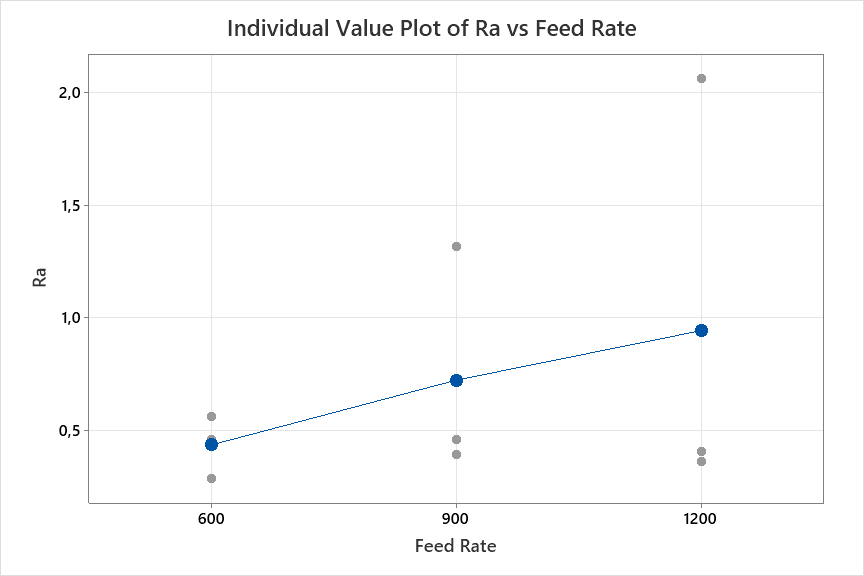 Individual Value Plot of Ra vs Feed Rate
2,0
1,5
Ra
1,0
0,5
600 900 1200
Feed Rate